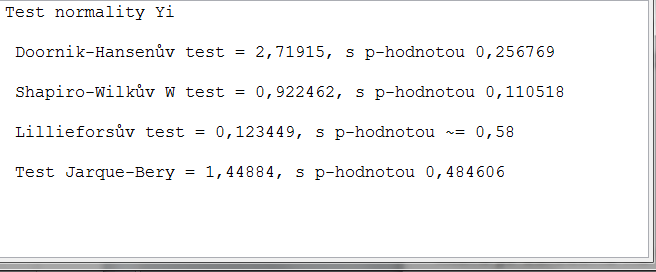 Test normality Yi
Doornik-Hansenův test = 2,71915, s p-hodnotou 0,256769
Shapiro-Wilkův W test = 0,922462, s p-hodnotou 0,110518
Lillieforsův test = 0,123449, s p-hodnotou ~= 0,58
Test Jarque-Bery = 1,44884, s p-hodnotou 0,484606